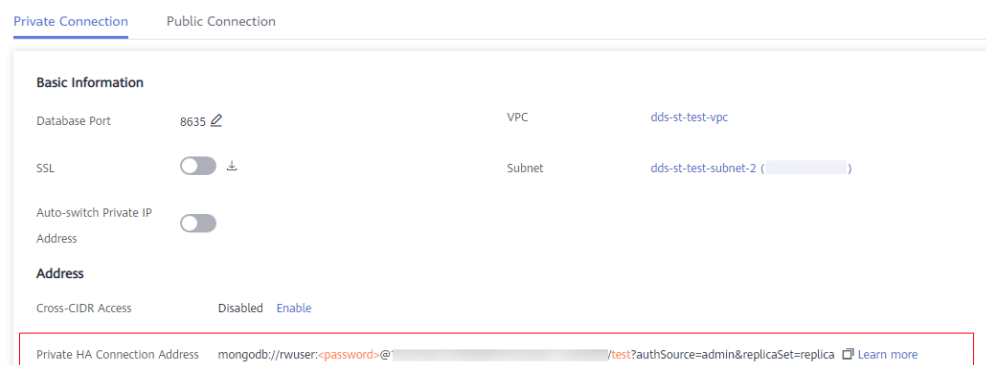 Private Connection Public Connection
Basic Information
Database Port 8635 VPC dds-st-test-vpc
SSL Subnet dds-st-test-subnet-2 ( )
Auto-switch Private IP
Address
Address
Cross-CIDR Access Disabled Enable
Private HA Connection Address mongodb://rwuser:<password>@ /test?authSource=admin&replicaSet=replica Learn more